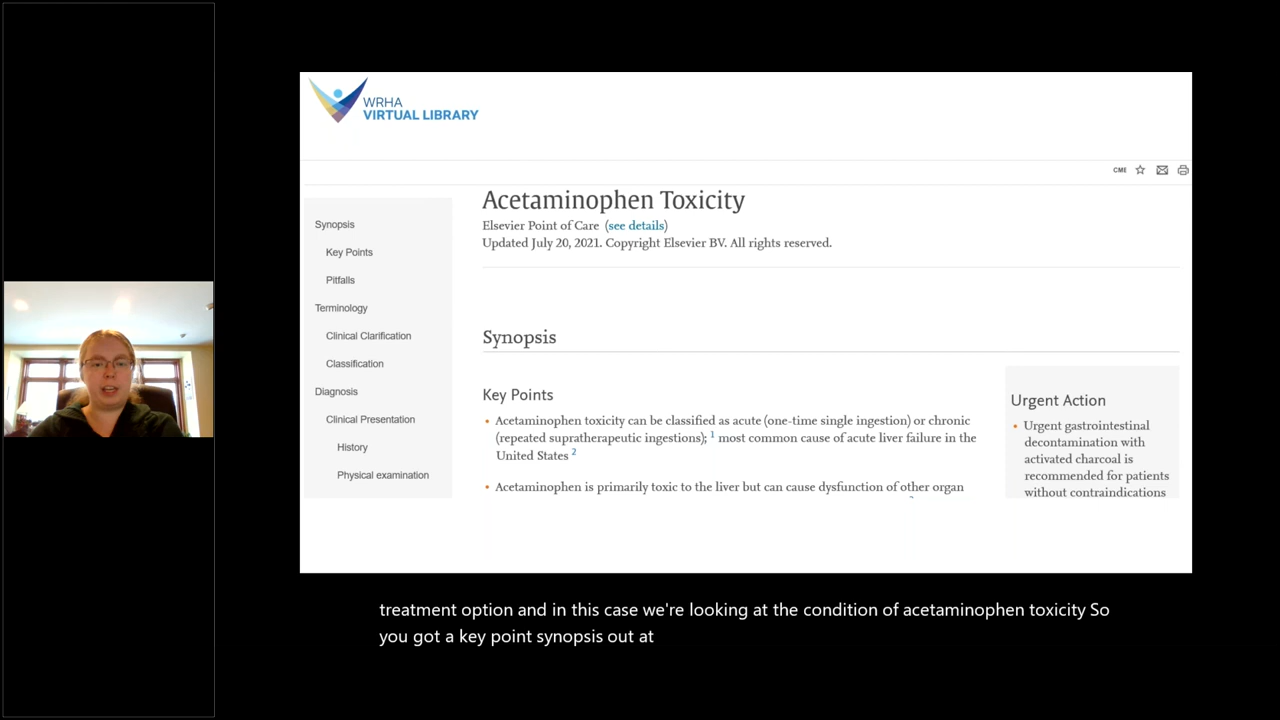 WRHA
VIRTUAL LIBRARY
CME
Acetaminophen Toxicity
Elsevier Point of Care (see details)
Updated July 20, 2021. Copyright Elsevier BV. All rights reserved.
Synopsis
Key Points
Pitfalls
Terminology
Clinical Clarification
Classification
Diagnosis
Clinical Presentation
History
Physical examination
Synopsis
Key Points
• Acetaminophen toxicity can be classified as acute (one-time single ingestion) or chronic
(repeated supratherapeutic ingestions); 1 most common cause of acute liver failure in the
United States 2
• Acetaminophen is primarily toxic to the liver but can cause dysfunction of other organ
Urgent Action
• Urgent gastrointestinal
decontamination with
activated charcoal is
recommended for patients
without contraindications
treatment option and in this case we're looking at the condition of acetaminophen toxicity So
you got a key point synopsis out at